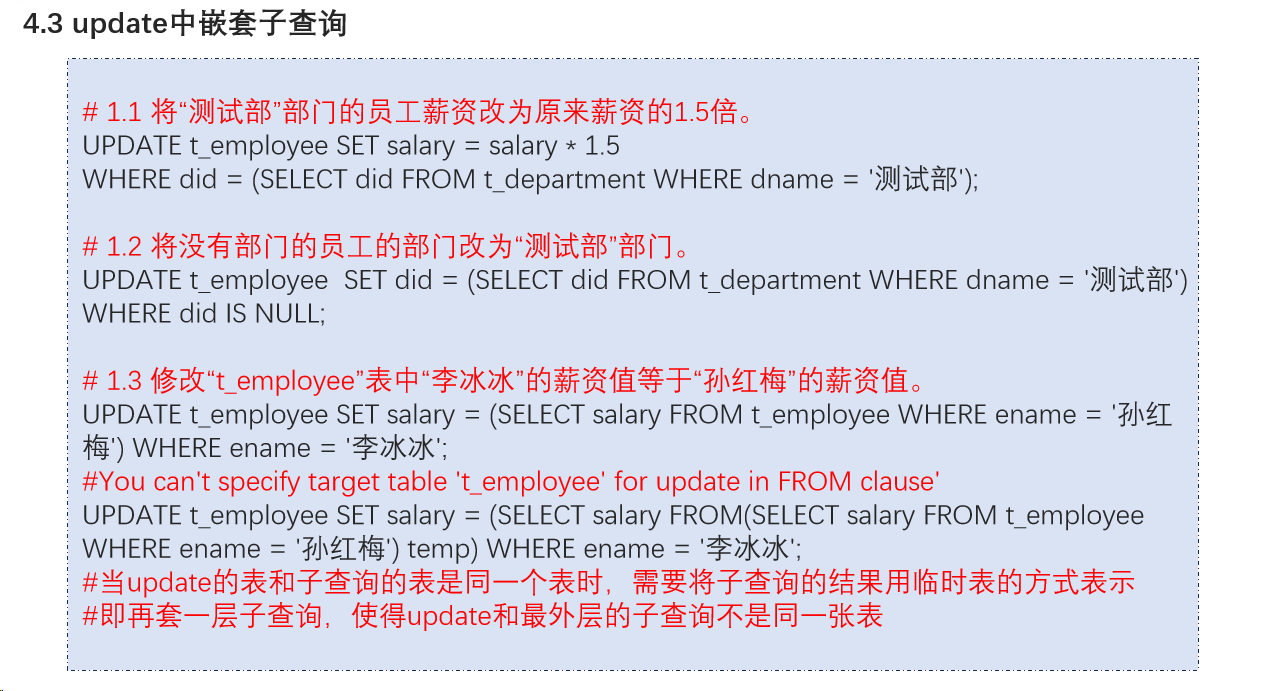 4.3 update中嵌套子查询
# 1.1 将“测试部”部门的员工薪资改为原来薪资的1.5倍。
UPDATE t_employee SET salary = salary * 1.5
WHERE did = (SELECT did FROM t_department WHERE dname = '测试部');
# 1.2 将没有部门的员工的部门改为“测试部”部门。
UPDATE t_employee  SET did = (SELECT did FROM t_department WHERE dname = '测试部')
WHERE did IS NULL;
# 1.3 修改“t_employee”表中“李冰冰”的薪资值等于“孙红梅”的薪资值。
UPDATE t_employee SET salary = (SELECT salary FROM t_employee WHERE ename = '孙红
梅') WHERE ename = '李冰冰';
#You can't specify target table 't_employee' for update in FROM clause'
UPDATE t_employee SET salary = (SELECT salary FROM(SELECT salary FROM t_employee
WHERE ename = '孙红梅') temp) WHERE ename = '李冰冰';
#当update的表和子查询的表是同一个表时，需要将子查询的结果用临时表的方式表示
#即再套一层子查询，使得update和最外层的子查询不是同一张表